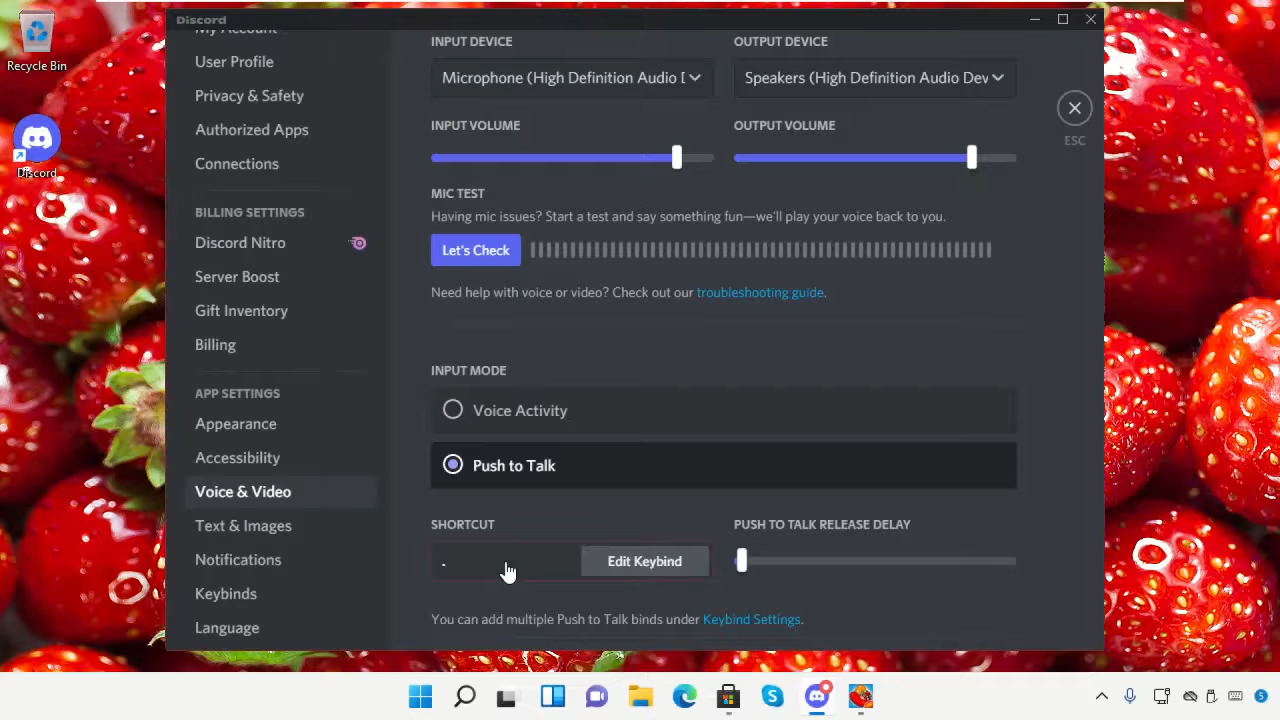 Discord
Recycle Bin
Discord
My Account
User Profile
Privacy & Safety
Authorized Apps
Connections
BILLING SETTINGS
Discord Nitro
Server Boost
Gift Inventory
Billing
APP SETTINGS
Appearance
Accessibility
Voice & Video
Text & Images
Notifications
Keybinds
Language
INPUT DEVICE
OUTPUT DEVICE
Microphone (High Definition Audio D
Speakers (High Definition Audio Dev
INPUT VOLUME
OUTPUT VOLUME
MIC TEST
Having mic issues? Start a test and say something fun—we'll play your voice back to you.
Let's Check
Need help with voice or video? Check out our troubleshooting guide.
INPUT MODE
Voice Activity
Push to Talk
SHORTCUT
PUSH TO TALK RELEASE DELAY
.
Edit Keybind
You can add multiple Push to Talk binds under Keybind Settings.
ESC
5